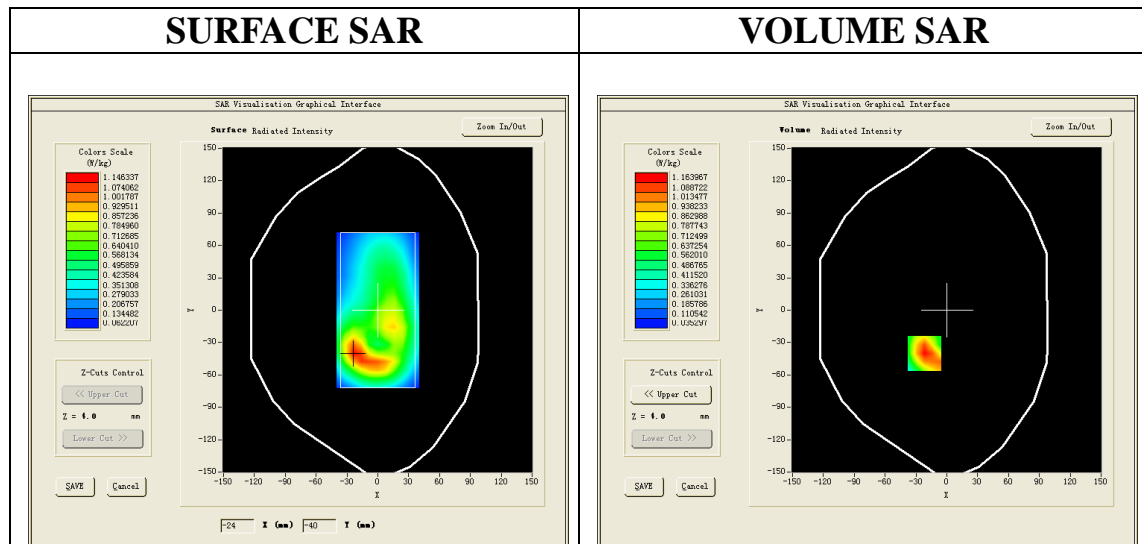 SURFACE SAR
VOLUME SAR
SAR Visualisation Graphical Interface
Surface Radiated Intensity
Zoom In/Out
Colors Scale
(W/kg)
1.146337
1.074062
1.001787
0.929511
0.857236
0.784960
0.712685
0.640410
0.568134
0.495859
0.423584
0.351308
0.279033
0.206757
0.134482
0.062207
150
120
90
60
30
0
-30
-60
-90
-120
-150
Y
-150 -120 -90 -60 -30 0 30 60 90 120 150
X
Z-Cuts Control
<< Upper Cut
Z = 4.0 mm
Lower Cut >>
SAVE Cancel
-24 X (mm) -40 Y (mm)
SAR Visualisation Graphical Interface
Volume Radiated Intensity
Zoom In/Out
Colors Scale
(W/kg)
1.163967
1.088722
1.013477
0.938233
0.862988
0.787743
0.712499
0.637254
0.562010
0.486765
0.411520
0.336276
0.261031
0.185786
0.110542
0.035297
150
120
90
60
30
0
-30
-60
-90
-120
-150
Y
-150 -120 -90 -60 -30 0 30 60 90 120 150
X
Z-Cuts Control
<< Upper Cut
Z = 4.0 mm
Lower Cut >>
SAVE Cancel